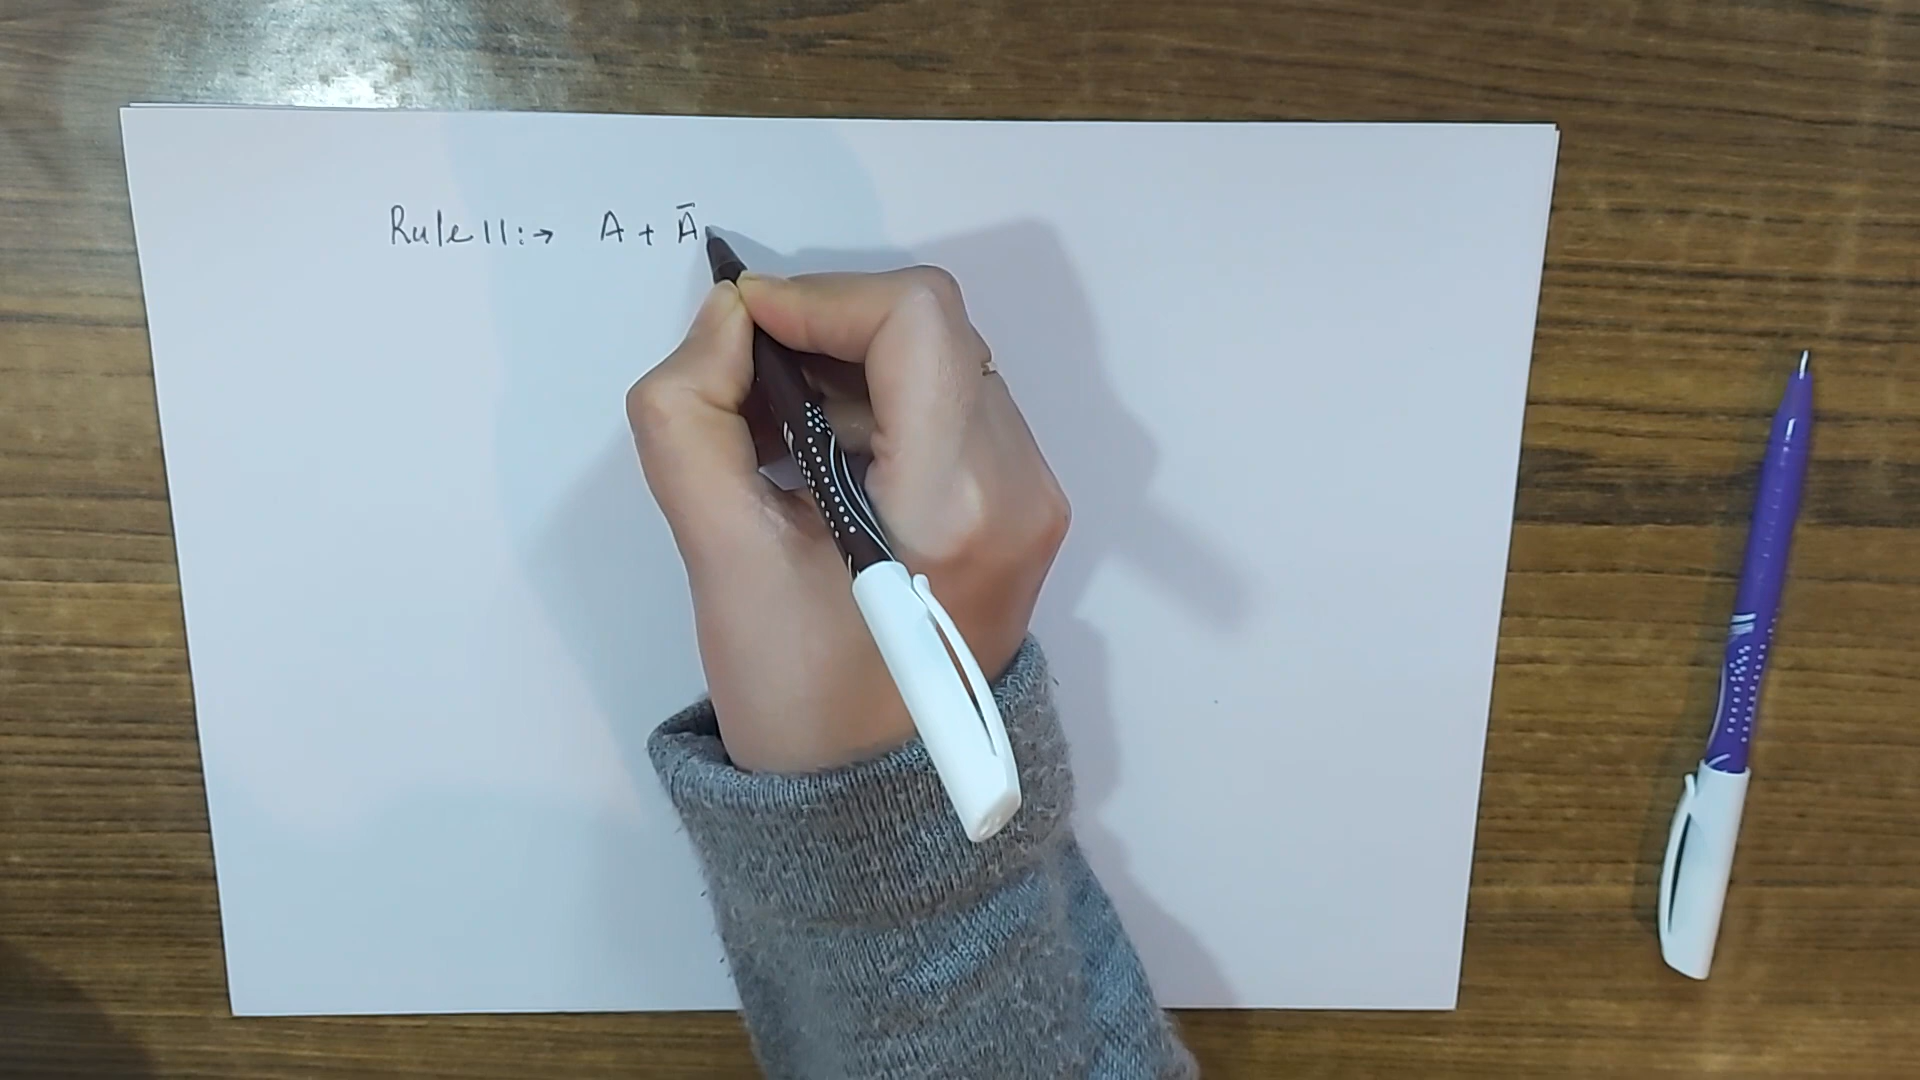 Rule 11:→ A + Ā